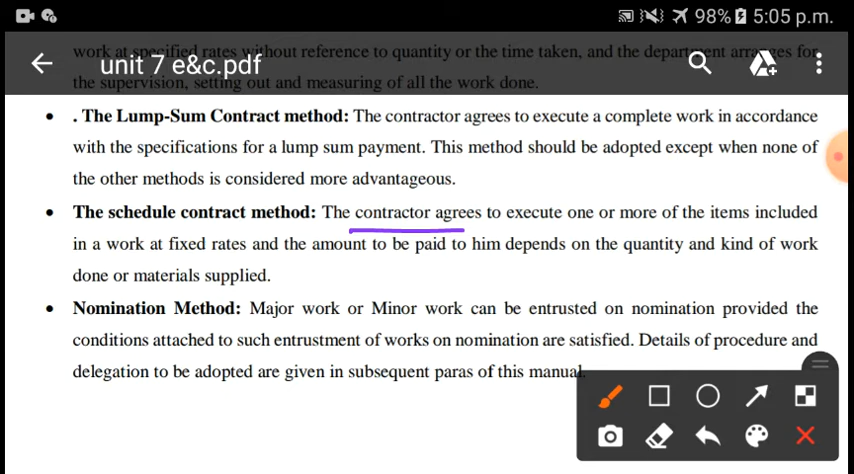 98% 5:05 p.m.
work at specified rates without reference to quantity or the time taken, and the department arranges for
unit 7 e&c.pdf
the supervision, setting out and measuring of all the work done.
• . The Lump-Sum Contract method: The contractor agrees to execute a complete work in accordance
with the specifications for a lump sum payment. This method should be adopted except when none of
the other methods is considered more advantageous.
• The schedule contract method: The contractor agrees to execute one or more of the items included
in a work at fixed rates and the amount to be paid to him depends on the quantity and kind of work
done or materials supplied.
• Nomination Method: Major work or Minor work can be entrusted on nomination provided the
conditions attached to such entrustment of works on nomination are satisfied. Details of procedure and
delegation to be adopted are given in subsequent paras of this manual.